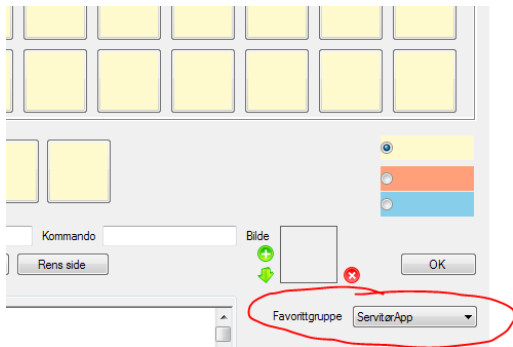 Kommando
Bilde
Rens side
OK
Favorittgruppe
ServitørApp